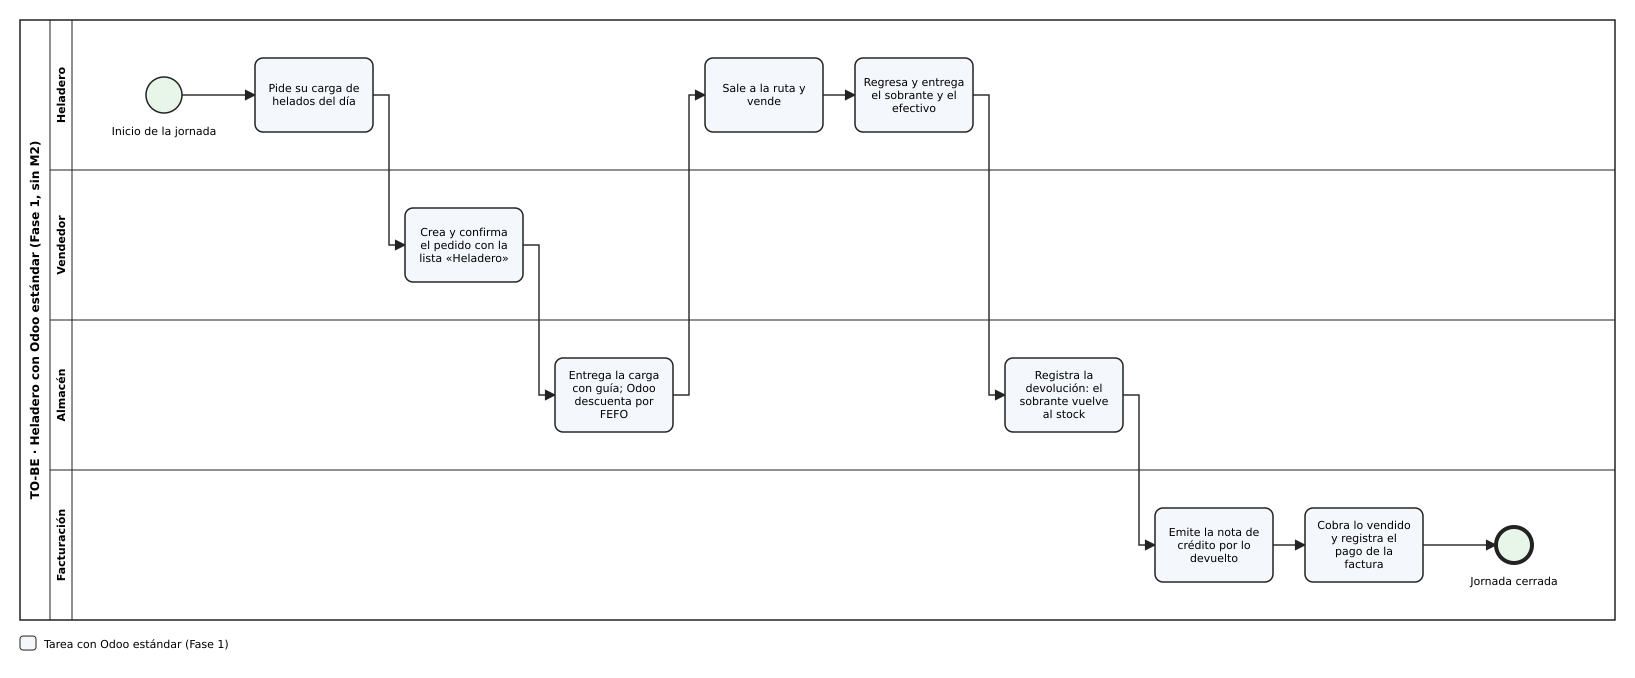 TO-BE · Heladero con Odoo estándar (Fase 1, sin M2)
Heladero
Inicio de la jornada
Pide su carga de
helados del día
Sale a la ruta y
vende
Regresa y entrega
el sobrante y el
efectivo
Vendedor
Crea y confirma
el pedido con la
lista «Heladero»
Almacén
Entrega la carga
con guía; Odoo
descuenta por
FEFO
Registra la
devolución: el
sobrante vuelve
al stock
Facturación
Emite la nota de
crédito por lo
devuelto
Cobra lo vendido
y registra el
pago de la
factura
Jornada cerrada
Tarea con Odoo estándar (Fase 1)